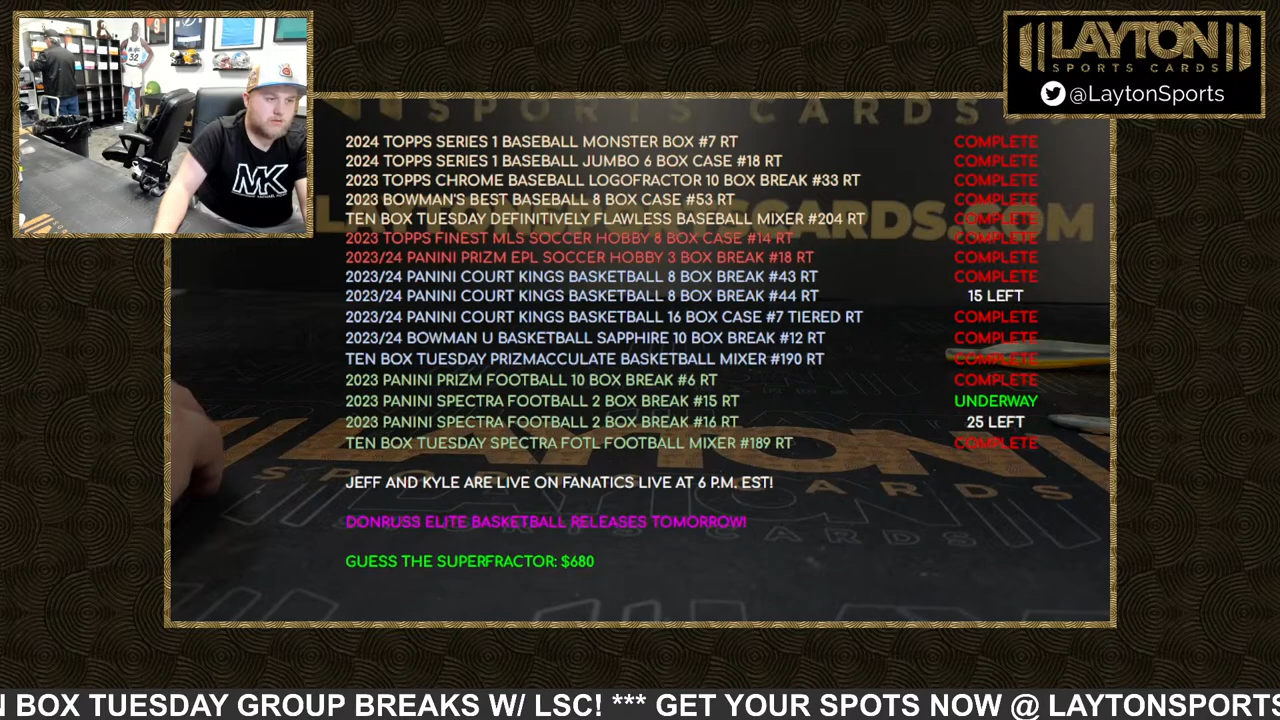 LAYTON
SPORTS CARDS
@LaytonSports
32
MK
SPORTS CARDS
2024 TOPPS SERIES 1 BASEBALL MONSTER BOX #7 RT COMPLETE
2024 TOPPS SERIES 1 BASEBALL JUMBO 6 BOX CASE #18 RT COMPLETE
2023 TOPPS CHROME BASEBALL LOGOFRACTOR 10 BOX BREAK #33 RT COMPLETE
2023 BOWMAN'S BEST BASEBALL 8 BOX CASE #53 RT COMPLETE
TEN BOX TUESDAY DEFINITIVELY FLAWLESS BASEBALL MIXER #204 RT COMPLETE
2023 TOPPS FINEST MLS SOCCER HOBBY 8 BOX CASE #14 RT COMPLETE
2023/24 PANINI PRIZM EPL SOCCER HOBBY 3 BOX BREAK #18 RT COMPLETE
2023/24 PANINI COURT KINGS BASKETBALL 8 BOX BREAK #43 RT COMPLETE
2023/24 PANINI COURT KINGS BASKETBALL 8 BOX BREAK #44 RT 15 LEFT
2023/24 PANINI COURT KINGS BASKETBALL 16 BOX CASE #7 TIERED RT COMPLETE
2023/24 BOWMAN U BASKETBALL SAPPHIRE 10 BOX BREAK #12 RT COMPLETE
TEN BOX TUESDAY PRIZMACCULATE BASKETBALL MIXER #190 RT COMPLETE
2023 PANINI PRIZM FOOTBALL 10 BOX BREAK #6 RT COMPLETE
2023 PANINI SPECTRA FOOTBALL 2 BOX BREAK #15 RT UNDERWAY
2023 PANINI SPECTRA FOOTBALL 2 BOX BREAK #16 RT 25 LEFT
TEN BOX TUESDAY SPECTRA FOTL FOOTBALL MIXER #189 RT COMPLETE
JEFF AND KYLE ARE LIVE ON FANATICS LIVE AT 6 P.M. EST!
DONRUSS ELITE BASKETBALL RELEASES TOMORROW!
GUESS THE SUPERFRACTOR: $680
N BOX TUESDAY GROUP BREAKS W/ LSC! *** GET YOUR SPOTS NOW @ LAYTONSPORTS